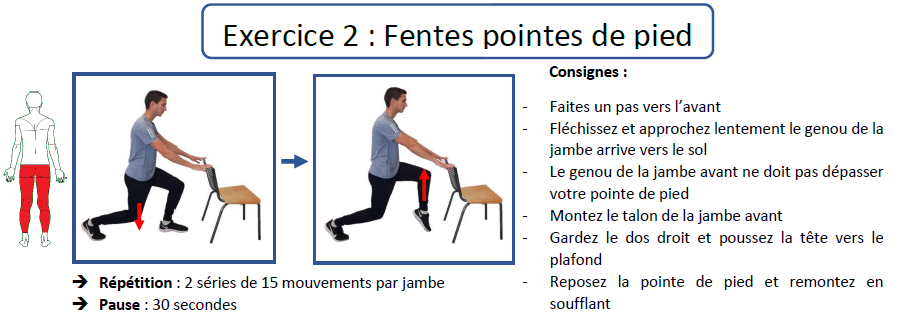 Exercice 2 : Fentes pointes de pied
Consignes :
- Faites un pas vers l’avant
- Fléchissez et approchez lentement le genou de la
jambe arrive vers le sol
- Le genou de la jambe avant ne doit pas dépasser
votre pointe de pied
- Montez le talon de la jambe avant
- Gardez le dos droit et poussez la tête vers le
plafond
- Reposez la pointe de pied et remontez en
soufflant
➔ Répétition : 2 séries de 15 mouvements par jambe
➔ Pause : 30 secondes